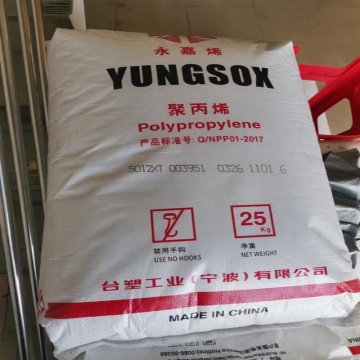 永嘉烯
YUNGSOX
聚丙烯
Polypropylene
产品标准号: Q/NPP01-2017
5012XT 003951 0326 1101 6
25
Kg
禁用手钩
USE NO HOOKS
净重
NET WEIGHT
台塑工业(宁波)有限公司
MADE IN CHINA